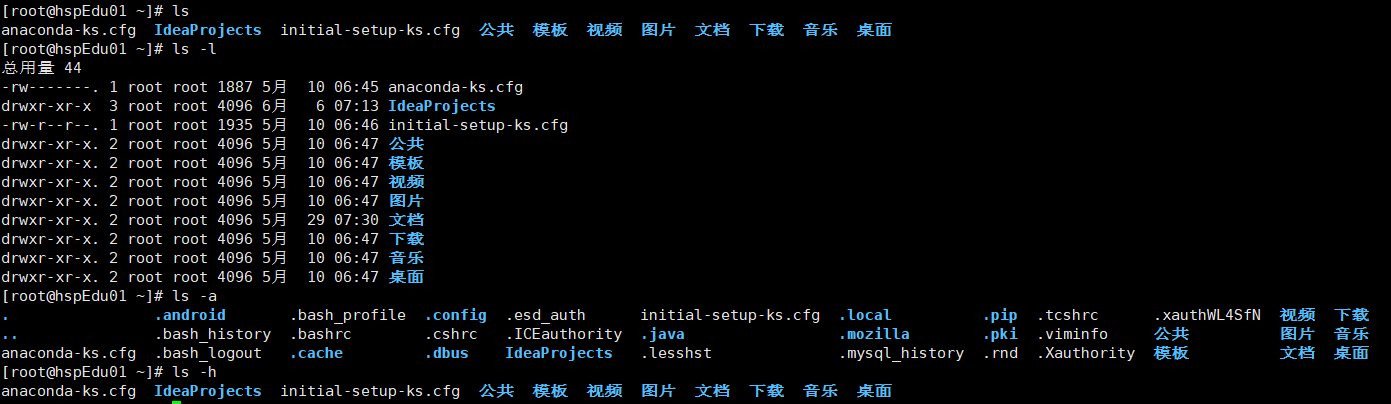 [root@hspEdu01 ~]# ls
anaconda-ks.cfg  IdeaProjects  initial-setup-ks.cfg  公共  模板  视频  图片  文档  下载  音乐  桌面
[root@hspEdu01 ~]# ls -l
总用量 44
-rw-------. 1 root root 1887 5月  10 06:45 anaconda-ks.cfg
drwxr-xr-x  3 root root 4096 6月   6 07:13 IdeaProjects
-rw-r--r--. 1 root root 1935 5月  10 06:46 initial-setup-ks.cfg
drwxr-xr-x. 2 root root 4096 5月  10 06:47 公共
drwxr-xr-x. 2 root root 4096 5月  10 06:47 模板
drwxr-xr-x. 2 root root 4096 5月  10 06:47 视频
drwxr-xr-x. 2 root root 4096 5月  10 06:47 图片
drwxr-xr-x. 2 root root 4096 5月  29 07:30 文档
drwxr-xr-x. 2 root root 4096 5月  10 06:47 下载
drwxr-xr-x. 2 root root 4096 5月  10 06:47 音乐
drwxr-xr-x. 2 root root 4096 5月  10 06:47 桌面
[root@hspEdu01 ~]# ls -a
.                .android       .bash_profile  .config  .esd_auth      initial-setup-ks.cfg  .local          .pip  .tcshrc      .xauthWL4SfN  视频  下载
..               .bash_history  .bashrc        .cshrc   .ICEauthority  .java                 .mozilla        .pki  .viminfo     公共          图片  音乐
anaconda-ks.cfg  .bash_logout   .cache         .dbus    IdeaProjects   .lesshst              .mysql_history  .rnd  .Xauthority  模板          文档  桌面
[root@hspEdu01 ~]# ls -h
anaconda-ks.cfg  IdeaProjects  initial-setup-ks.cfg  公共  模板  视频  图片  文档  下载  音乐  桌面